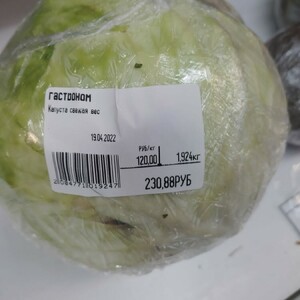 гастроном
Капуста свежая вес
19.04.2022
РУБ/кг
120,00
1.924кг
230,88РУБ